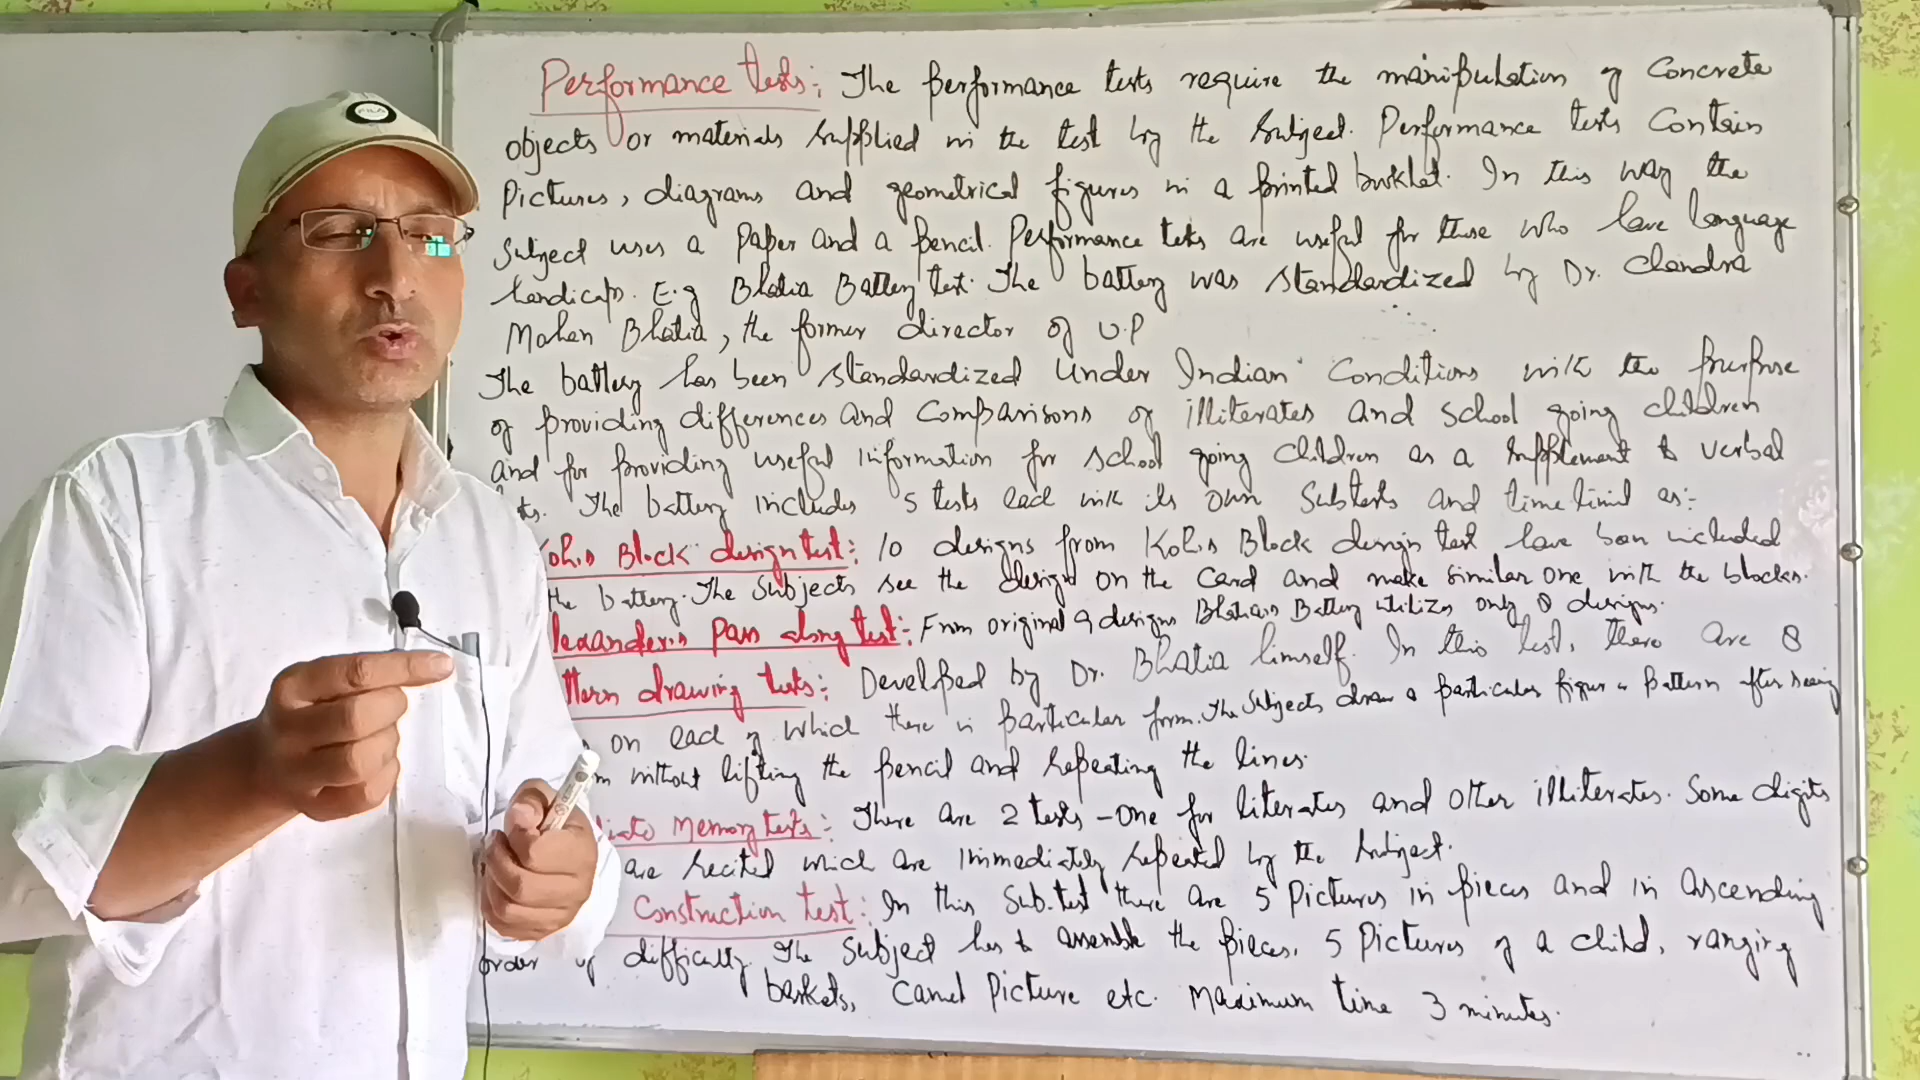 FILA
Performance tests:- The performance tests require the manipulation of concrete
objects or materials supplied in the test by the subject. Performance tests contain
Pictures, diagrams and geometrical figures in a printed booklet. In this way the
subject uses a paper and a pencil. Performance tests are useful for those who have language
handicaps. E.g Bhatia Battery test. The battery was standardized by Dr. Chandra
Mohan Bhatia, the former director of U.P
The battery has been standardized under Indian Conditions with the purpose
of providing differences and comparisons of illiterates and school going children
and for providing useful information for school going children as a supplement to verbal
ts. The battery includes 5 tests each with its own substests and time limit as:-
oh's Block design test: 10 designs from Koh's Block design test have been included
he battery. The subjects see the design on the card and make similar one with the blocks.
lexander's Pass along test:- From original 9 designs Bhatia's Battery utilizes only 8 designs.
ttern drawing tests:- Developed by Dr. Bhatia himself. In this test, there are 8
on each of which there is particular form. The subjects draw a particular figure or pattern after seeing
m without lifting the pencil and repeating the lines.
diate Memory tests:- There are 2 tests - one for literates and other illiterates. Some digits
are recited which are immediately repeated by the subject.
Construction test:- In this sub.test there are 5 pictures in pieces and in ascending
order of difficulty. The subject has to assemble the pieces. 5 pictures of a child, ranging
baskets, camel picture etc. Maximum time 3 minutes.